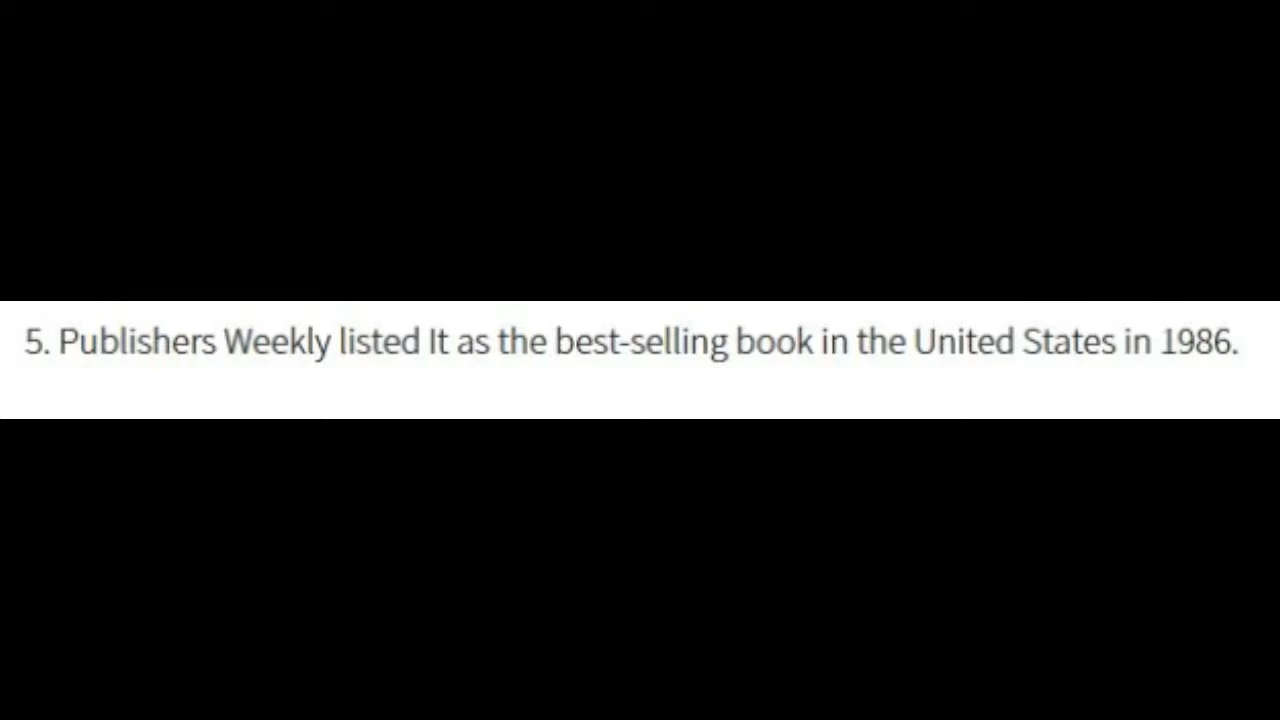 5. Publishers Weekly listed It as the best-selling book in the United States in 1986.